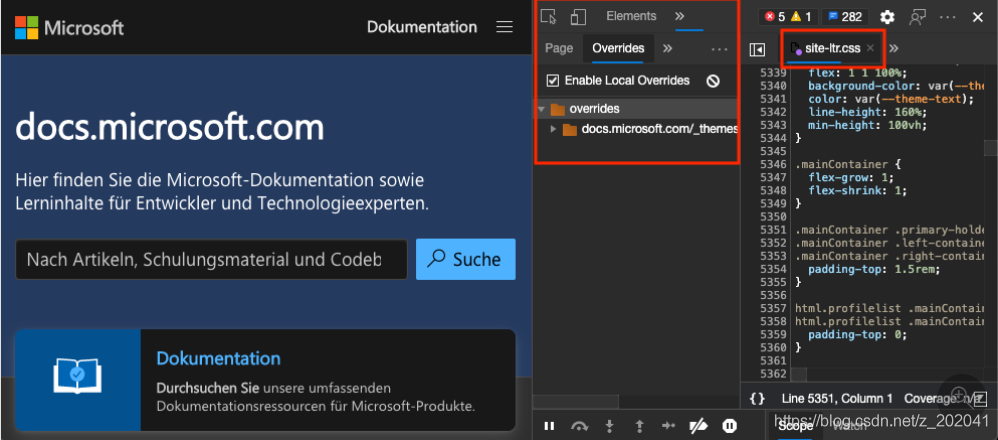 Microsoft
Dokumentation
docs.microsoft.com
Hier finden Sie die Microsoft-Dokumentation sowie
Lerninhalte für Entwickler und Technologieexperten.
Nach Artikeln, Schulungsmaterial und Codeb
Suche
Dokumentation
Durchsuchen Sie unsere umfassenden
Dokumentationsressourcen für Microsoft-Produkte.
Elements
5 1 282
Page Overrides
Enable Local Overrides
overrides
docs.microsoft.com/_themes
site-ltr.css
5339 flex: 1 1 100%;
5340 background-color: var(--the
5341 color: var(--theme-text);
5342 line-height: 160%;
5343 min-height: 100vh;
5344 }
5345
5346 .mainContainer {
5347 flex-grow: 1;
5348 flex-shrink: 1;
5349 }
5350
5351 .mainContainer .primary-holde
5352 .mainContainer .left-containe
5353 .mainContainer .right-contain
5354 padding-top: 1.5rem;
5355 }
5356
5357 html.profilelist .mainContain
5358 html.profilelist .mainContain
5359 padding-top: 0;
5360 }
5361
5362
{} Line 5351, Column 1 Coverage: n/a
Scope Watch
https://blog.csdn.net/z_202041